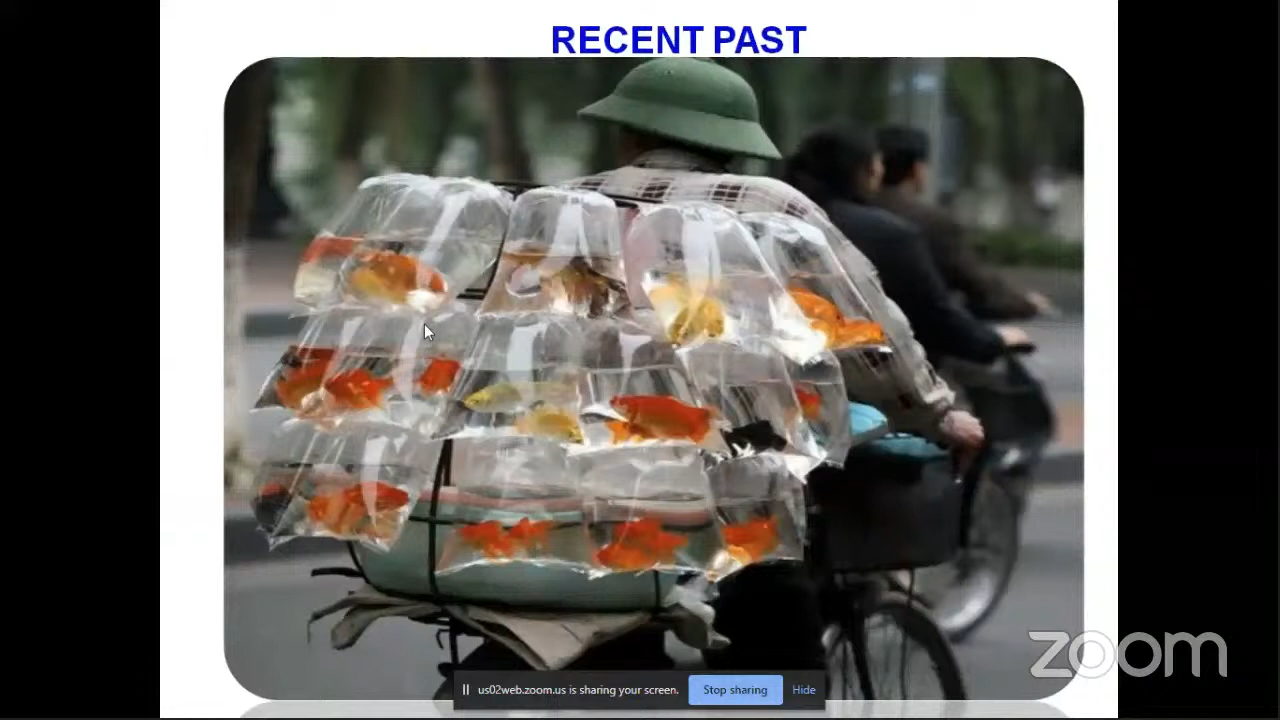 RECENT PAST
zoom
us02web.zoom.us is sharing your screen.
Stop sharing
Hide